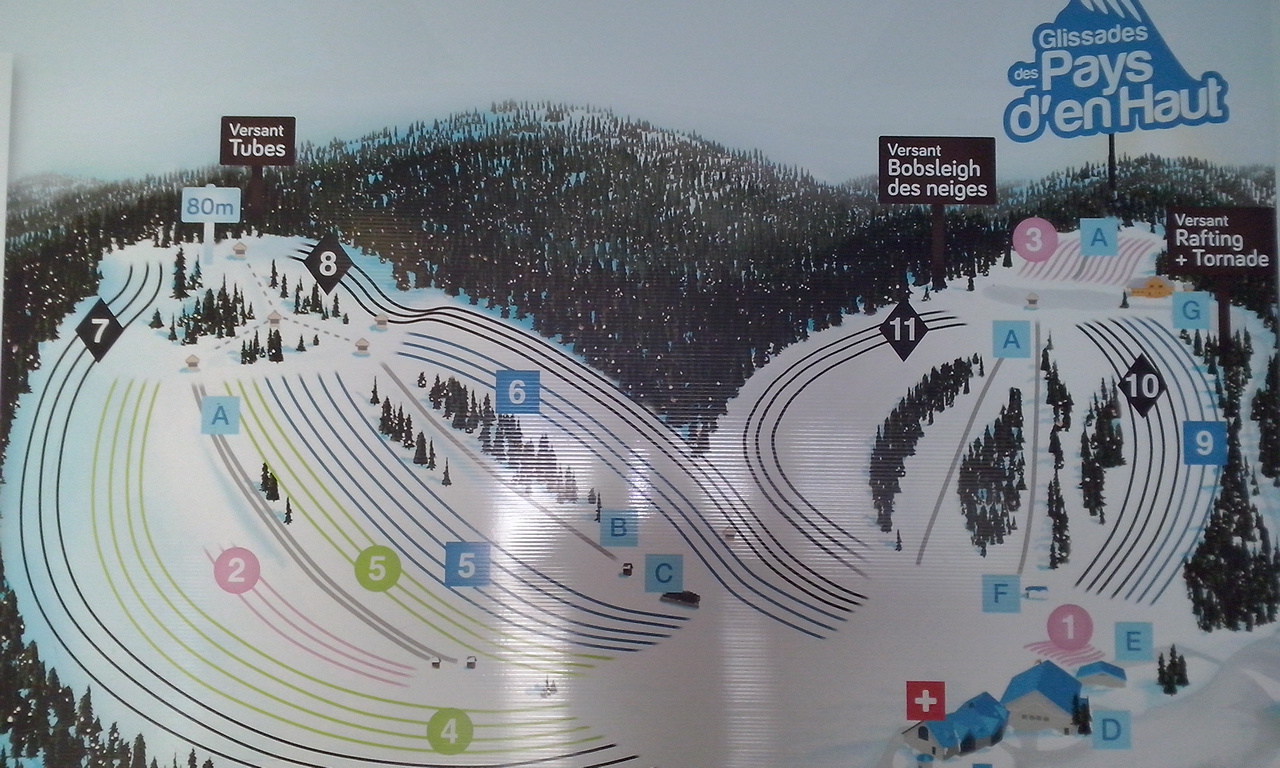 Glissades
des Pays
d'en Haut
Versant
Tubes
80m
Versant
Bobsleigh
des neiges
Versant
Rafting
+ Tornade
3
A
8
7
G
11
A
10
6
A
9
B
2
5
5
C
F
1
E
4
D